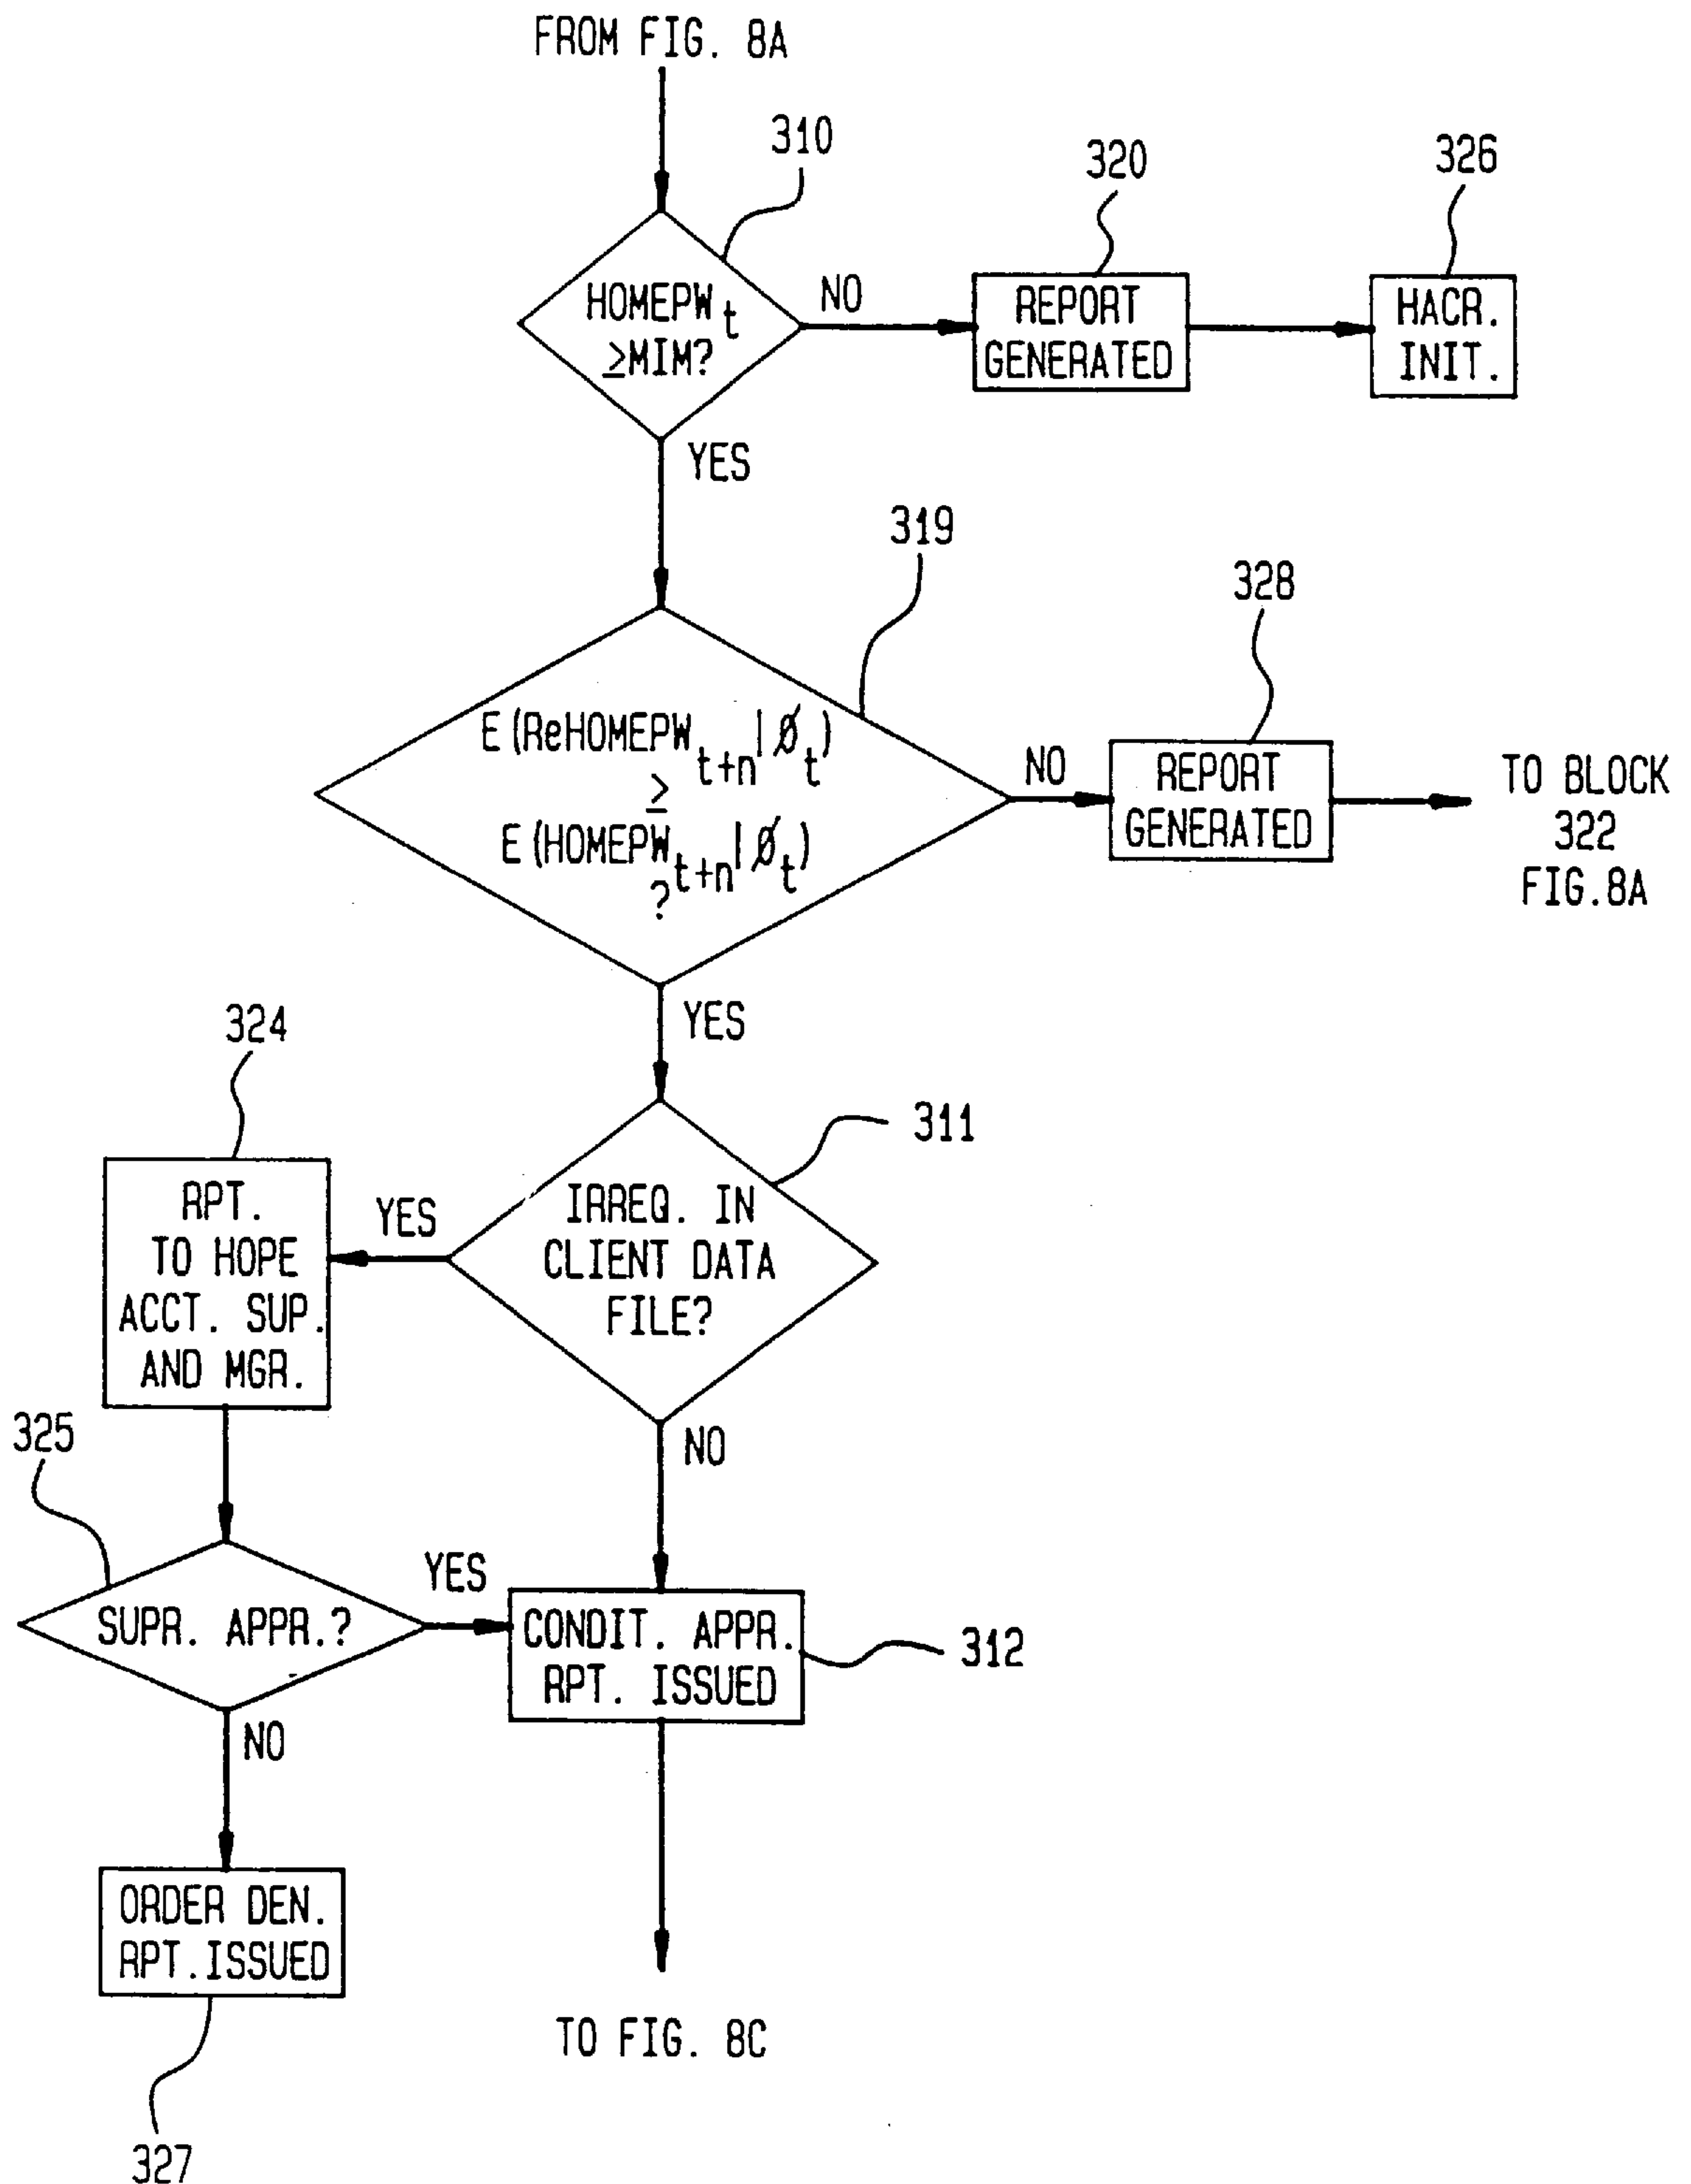 FROM FIG. 8A
310
320
326
HOMEPW t
≥MIM?
NO
REPORT
GENERATED
HACR.
INIT.
YES
319
328
E(ReHOMEPW t+n|Ø t)
≥
E(HOMEPW t+n|Ø t)
?
NO
REPORT
GENERATED
TO BLOCK
322
FIG.8A
YES
324
311
RPT.
TO HOPE
ACCT. SUP.
AND MGR.
YES
IRREQ. IN
CLIENT DATA
FILE?
325
NO
SUPR. APPR.?
YES
CONDIT. APPR.
RPT. ISSUED
312
NO
ORDER DEN.
RPT.ISSUED
TO FIG. 8C
327